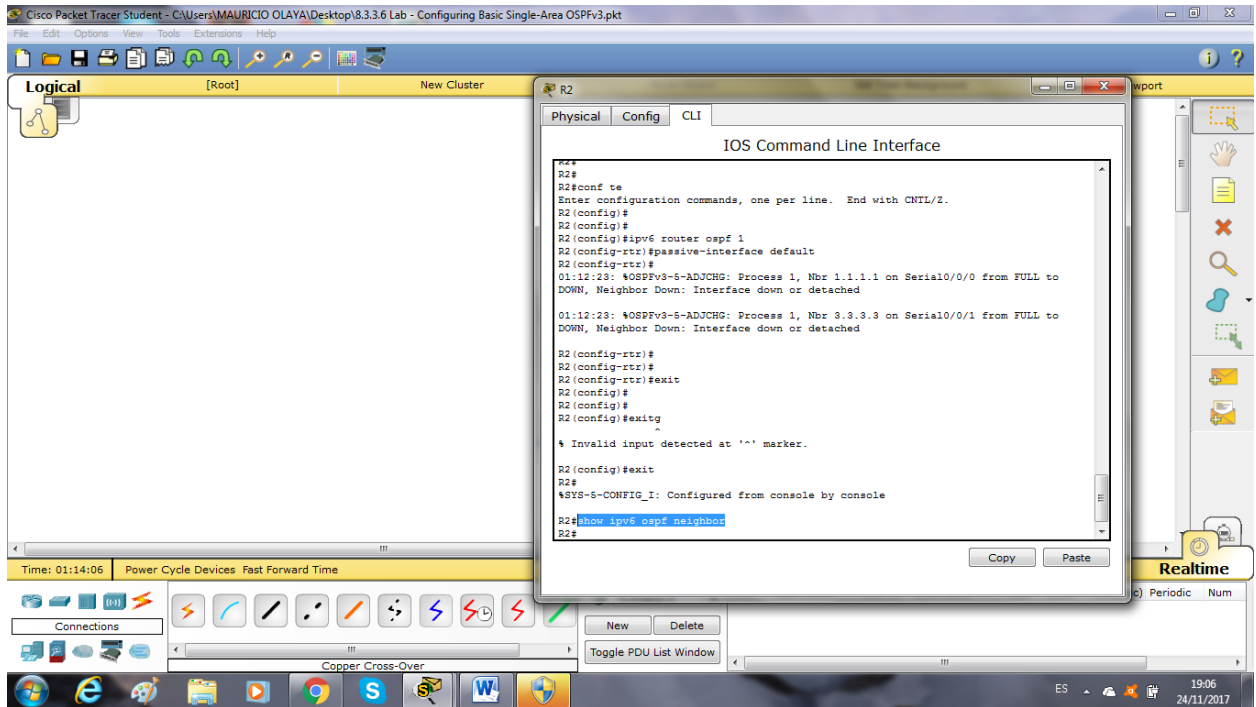 Cisco Packet Tracer Student - C:\Users\MAURICIO OLAYA\Desktop\8.3.3.6 Lab - Configuring Basic Single-Area OSPFv3.pkt
File Edit Options View Tools Extensions Help
Logical [Root] New Cluster
wport
R2
Physical Config CLI
IOS Command Line Interface
R2#
R2#
R2#conf te
Enter configuration commands, one per line. End with CNTL/Z.
R2(config)#
R2(config)#
R2(config)#ipv6 router ospf 1
R2(config-rtr)#passive-interface default
R2(config-rtr)#
01:12:23: %OSPFv3-5-ADJCHG: Process 1, Nbr 1.1.1.1 on Serial0/0/0 from FULL to
DOWN, Neighbor Down: Interface down or detached
01:12:23: %OSPFv3-5-ADJCHG: Process 1, Nbr 3.3.3.3 on Serial0/0/1 from FULL to
DOWN, Neighbor Down: Interface down or detached
R2(config-rtr)#
R2(config-rtr)#
R2(config-rtr)#exit
R2(config)#
R2(config)#
R2(config)#exitg
^
% Invalid input detected at '^' marker.
R2(config)#exit
R2#
%SYS-5-CONFIG_I: Configured from console by console
R2#show ipv6 ospf neighbor
R2#
Copy Paste
Time: 01:14:06 Power Cycle Devices Fast Forward Time
Realtime
Connections
Copper Cross-Over
New Delete
Toggle PDU List Window
c) Periodic Num
ES
19:06
24/11/2017